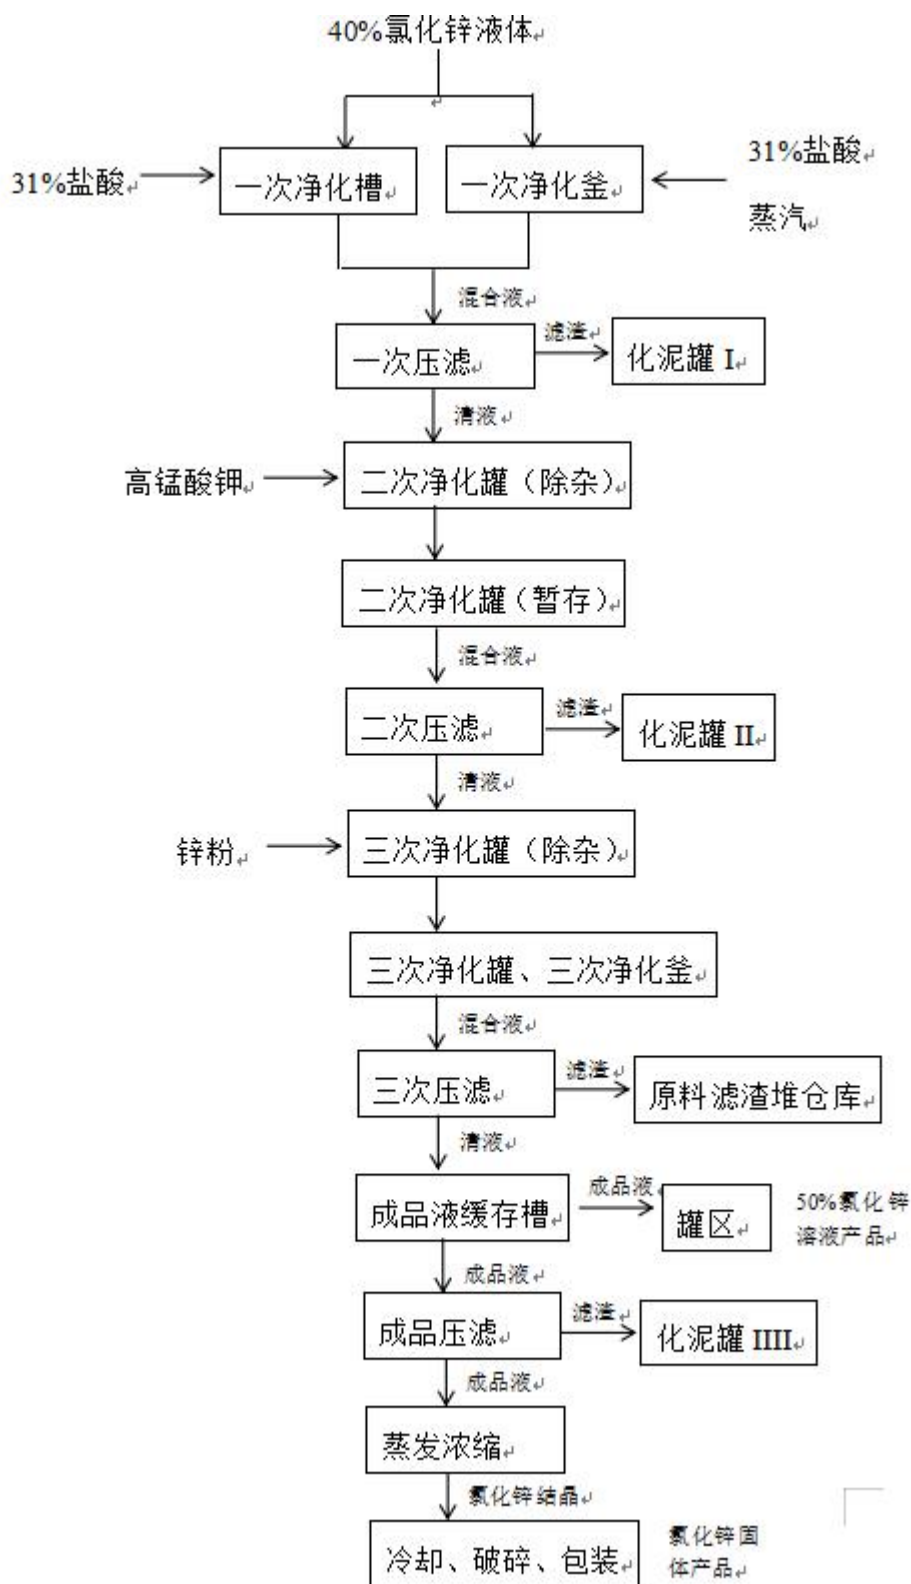 40%氯化锌液体
31%盐酸
一次净化槽
一次净化釜
31%盐酸
蒸汽
混合液
一次压滤
滤渣
化泥罐 I
清液
高锰酸钾
二次净化罐（除杂）
二次净化罐（暂存）
混合液
二次压滤
滤渣
化泥罐 II
清液
锌粉
三次净化罐（除杂）
三次净化罐、三次净化釜
混合液
三次压滤
滤渣
原料滤渣堆仓库
清液
成品液缓存槽
成品液
罐区
50%氯化锌
溶液产品
成品液
成品压滤
滤渣
化泥罐 IIII
成品液
蒸发浓缩
氯化锌结晶
冷却、破碎、包装
氯化锌固
体产品